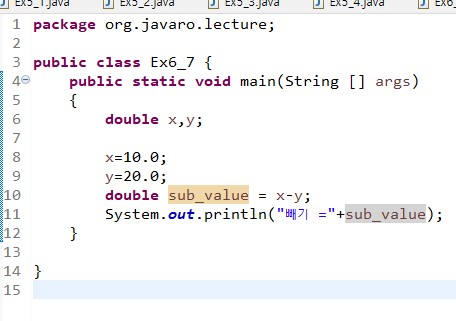 Ex5_1.java Ex5_2.java Ex5_3.java Ex5_4.java
1 package org.javaro.lecture;
2
3 public class Ex6_7 {
4 public static void main(String [] args)
5 {
6 double x,y;
7
8 x=10.0;
9 y=20.0;
10 double sub_value = x-y;
11 System.out.println("빼기 ="+sub_value);
12 }
13
14 }
15